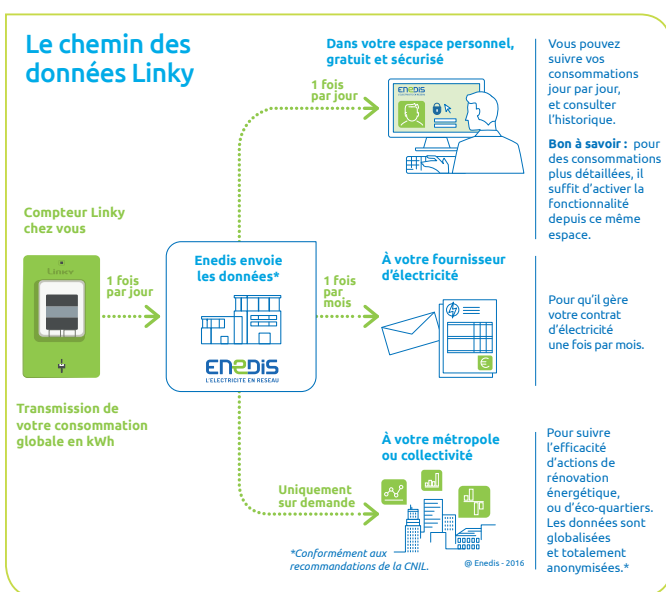 Le chemin des
données Linky
Dans votre espace personnel,
gratuit et sécurisé
1 fois
par jour
ENEDIS
Vous pouvez
suivre vos
consommations
jour par jour,
et consulter
l'historique.
Bon à savoir : pour
des consommations
plus détaillées, il
suffit d'activer la
fonctionnalité
depuis ce même
espace.
Compteur Linky
chez vous
Linky
1 fois
par jour
Transmission de
votre consommation
globale en kWh
Enedis envoie
les données*
ENEDIS
L'ELECTRICITE EN RESEAU
1 fois
par
mois
À votre fournisseur
d'électricité
€
Pour qu'il gère
votre contrat
d'électricité
une fois par mois.
Uniquement
sur demande
À votre métropole
ou collectivité
Pour suivre
l'efficacité
d'actions de
rénovation
énergétique,
ou d'éco-quartiers.
Les données sont
globalisées
et totalement
anonymisées.*
*Conformément aux
recommandations de la CNIL.
@ Enedis - 2016